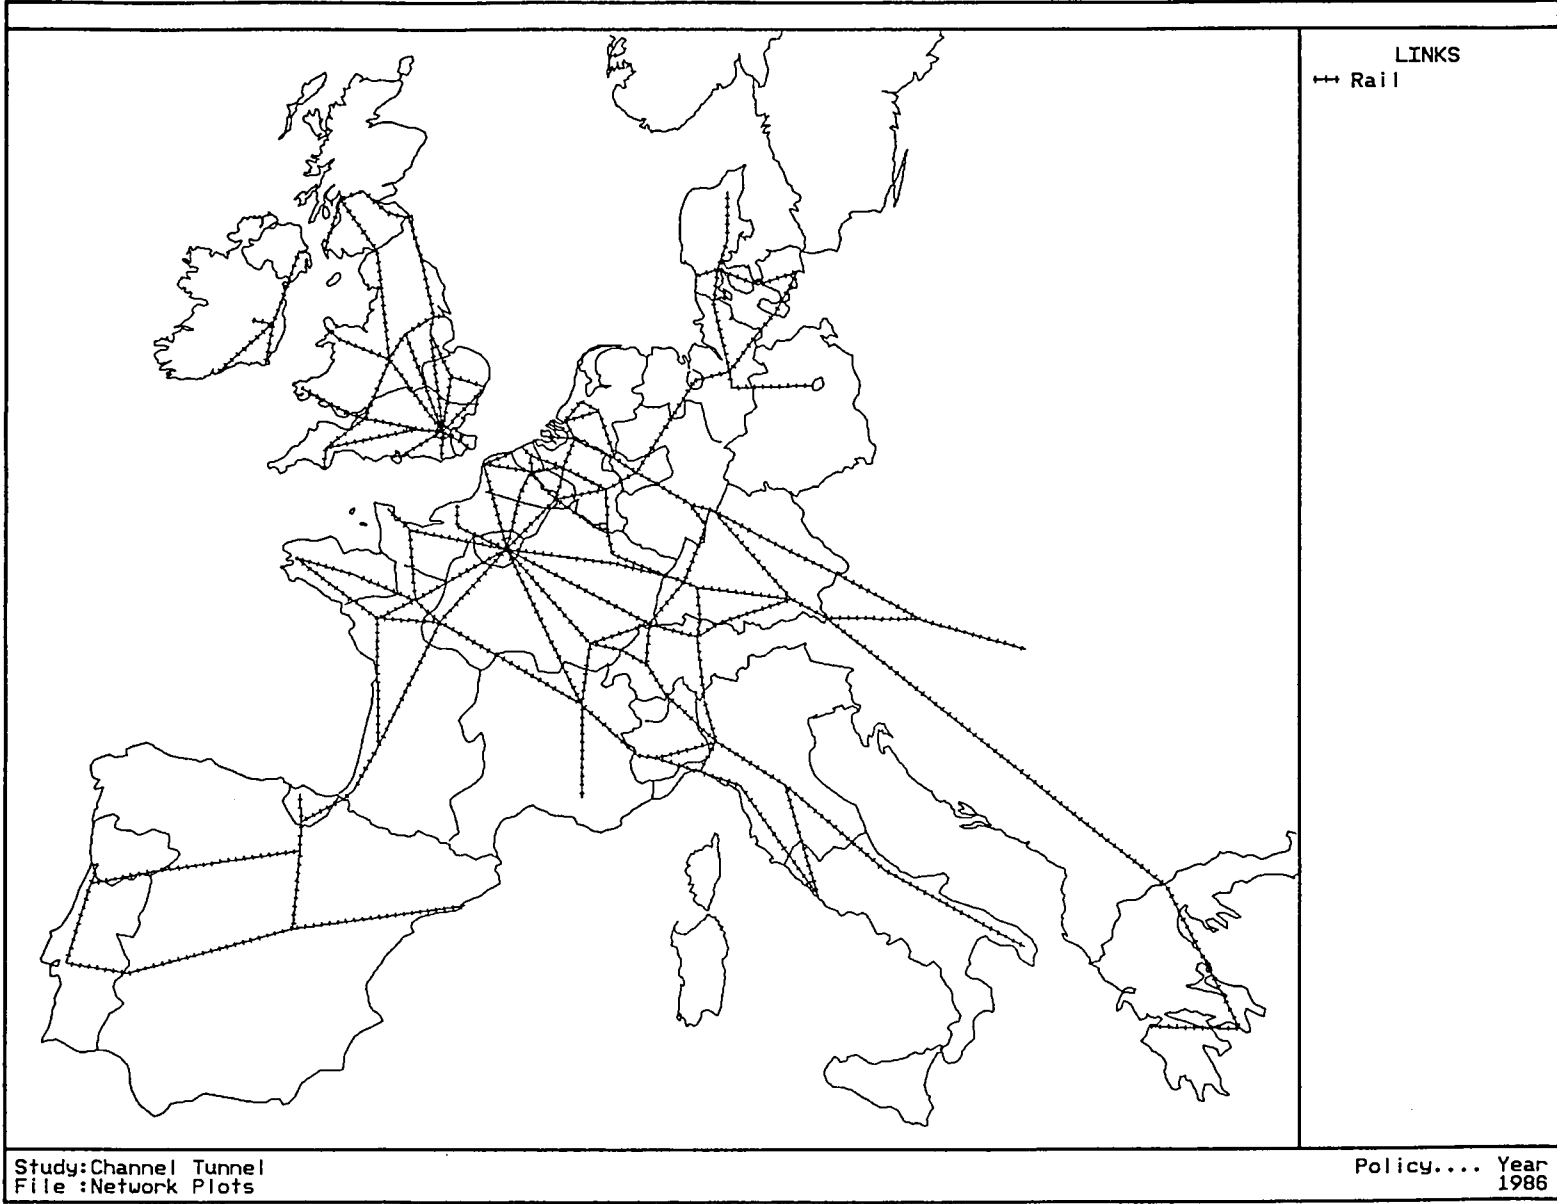 LINKS
Rail
Study:Channel Tunnel
File :Network Plots
Policy.... Year
1986